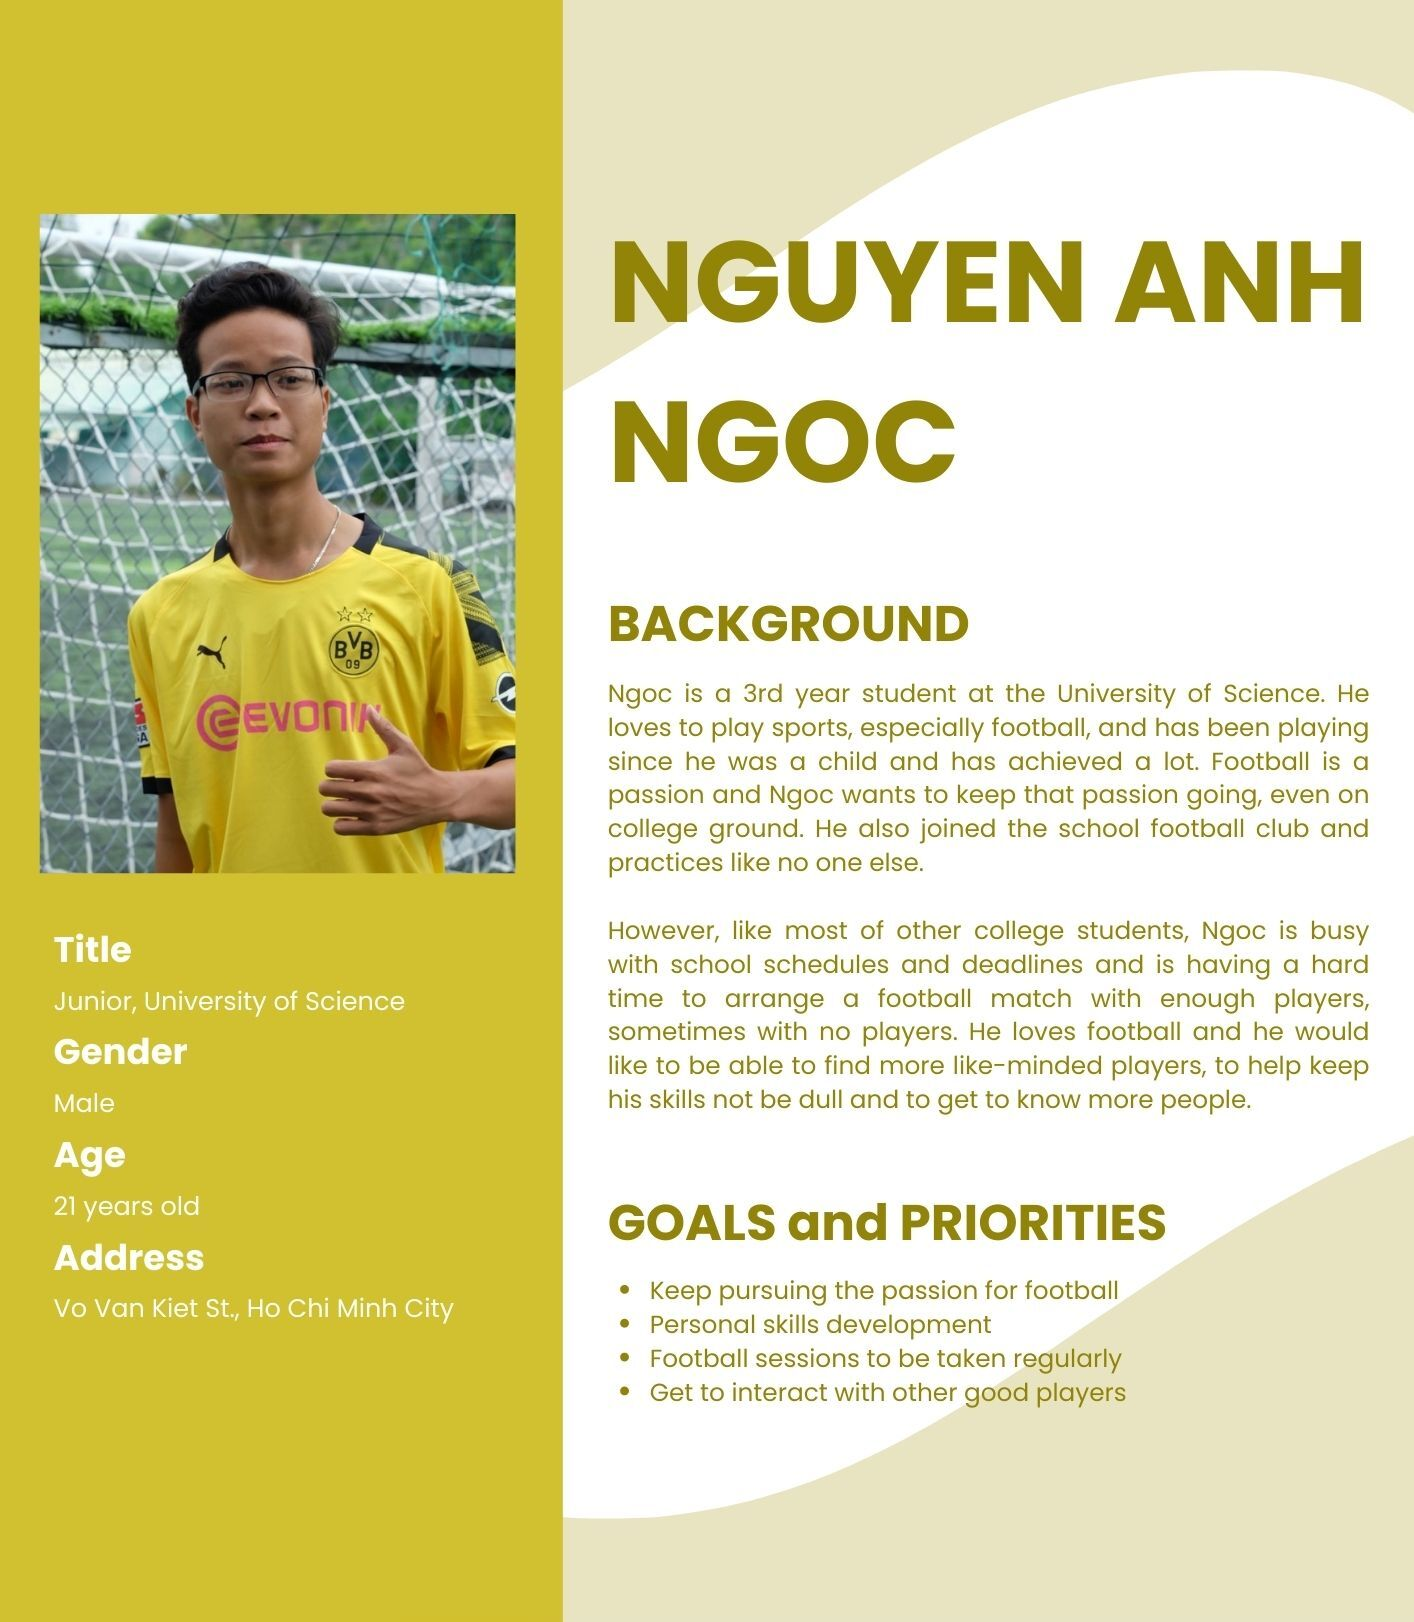 NGUYEN ANH
NGOC
BVB
09
EVONIK
Title
Junior, University of Science
Gender
Male
Age
21 years old
Address
Vo Van Kiet St., Ho Chi Minh City
BACKGROUND
Ngoc is a 3rd year student at the University of Science. He
loves to play sports, especially football, and has been playing
since he was a child and has achieved a lot. Football is a
passion and Ngoc wants to keep that passion going, even on
college ground. He also joined the school football club and
practices like no one else.
However, like most of other college students, Ngoc is busy
with school schedules and deadlines and is having a hard
time to arrange a football match with enough players,
sometimes with no players. He loves football and he would
like to be able to find more like-minded players, to help keep
his skills not be dull and to get to know more people.
GOALS and PRIORITIES
• Keep pursuing the passion for football
• Personal skills development
• Football sessions to be taken regularly
• Get to interact with other good players